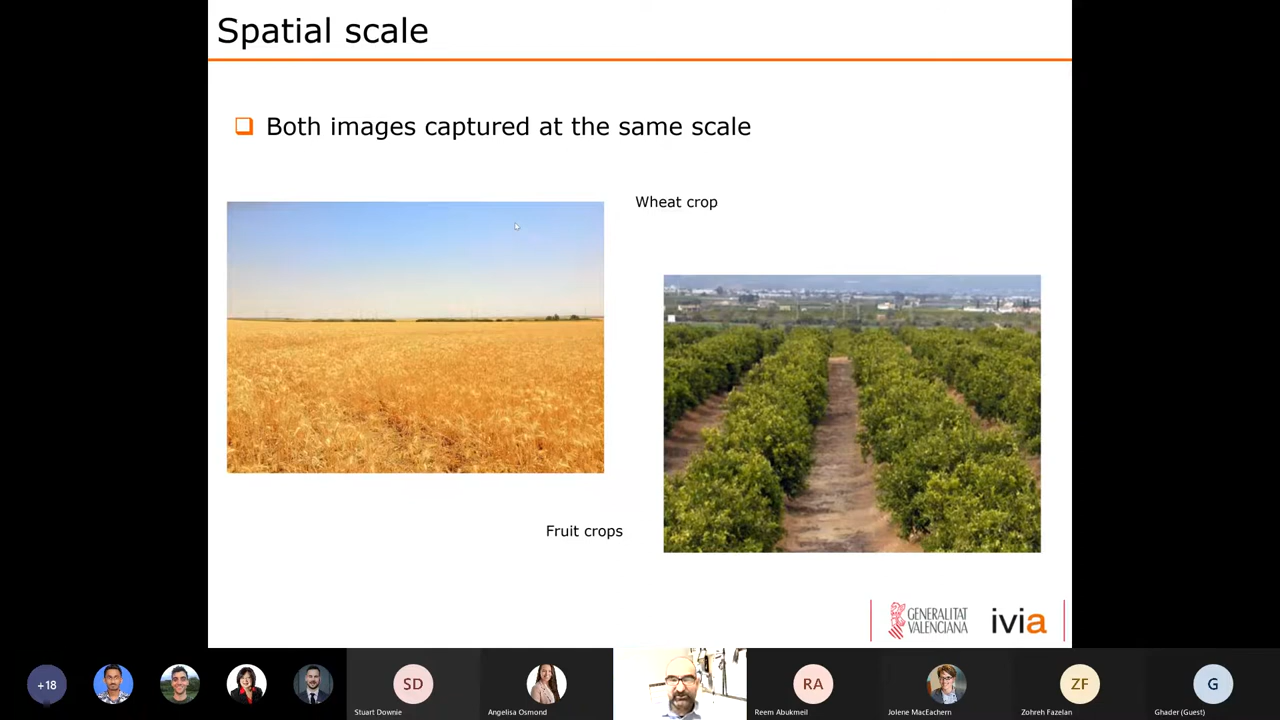 Spatial scale
Both images captured at the same scale
Wheat crop
Fruit crops
GENERALITAT
VALENCIANA
ivia
+18
SD
RA
ZF
G
Stuart Downie
Angelisa Osmond
Reem Abukmeil
Jolene MacEachern
Zohreh Fazelan
Ghader (Guest)